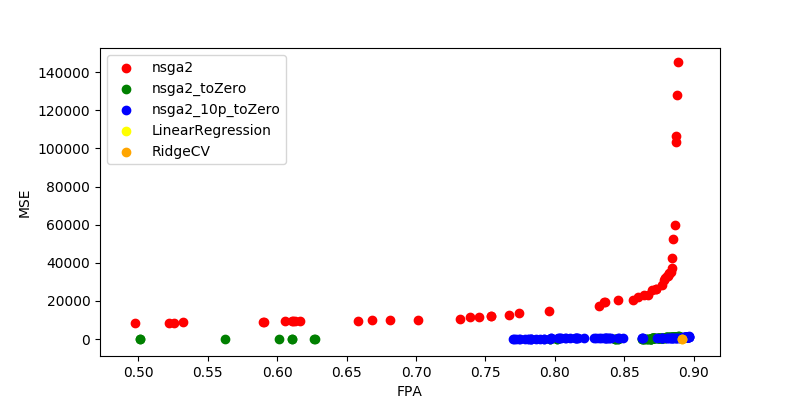 nsga2
nsga2_toZero
nsga2_10p_toZero
LinearRegression
RidgeCV
140000
120000
100000
80000
60000
40000
20000
0
MSE
0.50 0.55 0.60 0.65 0.70 0.75 0.80 0.85 0.90
FPA